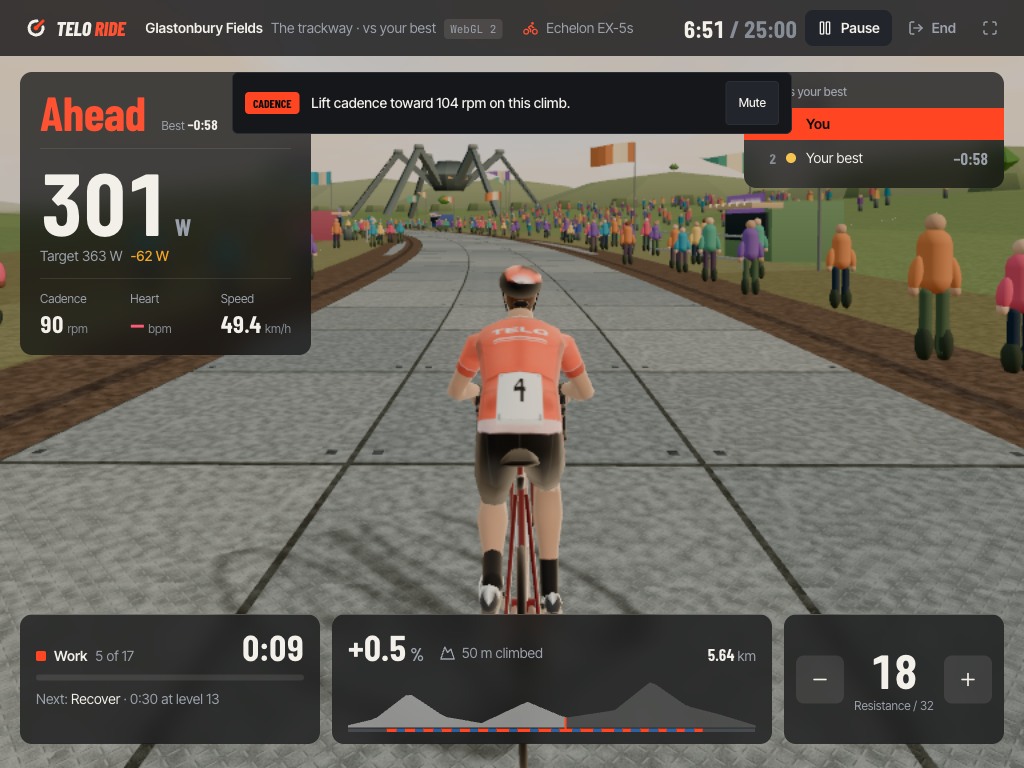 TELO RIDE Glastonbury Fields The trackway · vs your best WebGL 2 Echelon EX-5s 6:51 / 25:00 Pause End
CADENCE Lift cadence toward 104 rpm on this climb. Mute
Ahead Best −0:58
301 W
Target 363 W -62 W
Cadence Heart Speed
90 rpm — bpm 49.4 km/h
s your best
You
2 Your best −0:58
TELO
4
Work 5 of 17 0:09
Next: Recover · 0:30 at level 13
+0.5 % 50 m climbed 5.64 km
− 18 +
Resistance / 32